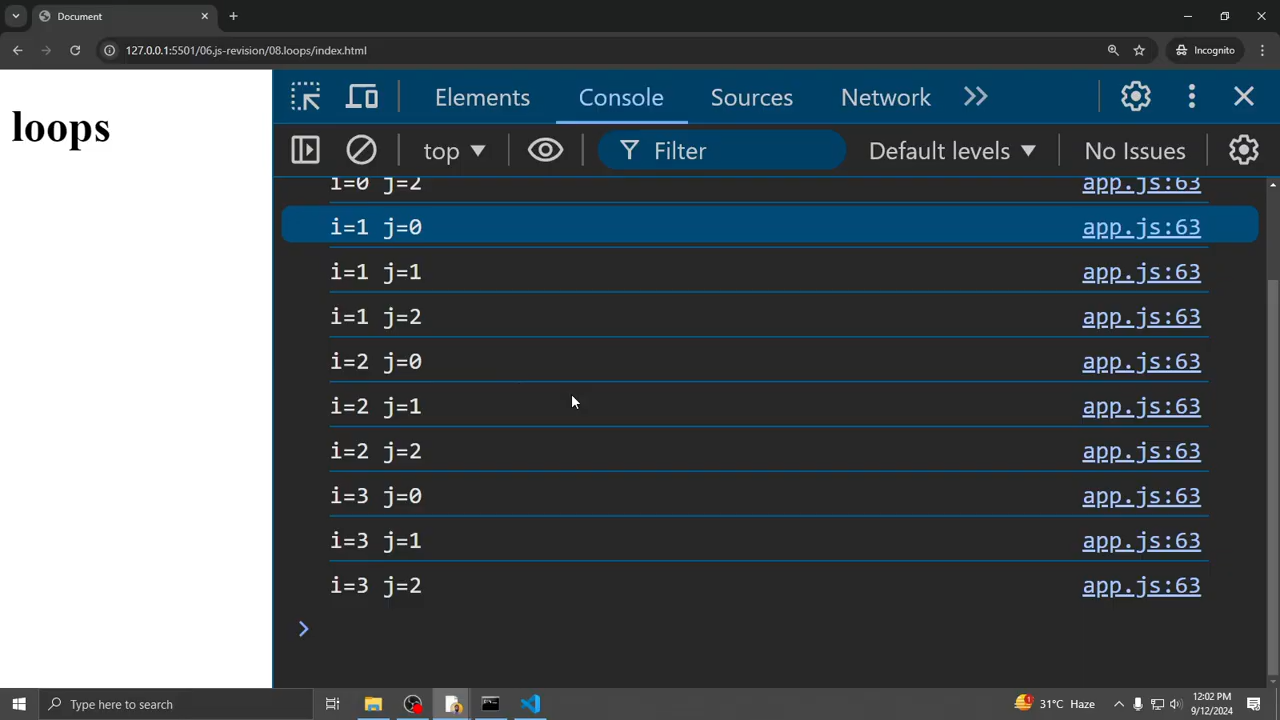 Document
127.0.0.1:5501/06.js-revision/08.loops/index.html
Incognito
loops
Elements Console Sources Network
top Filter Default levels No Issues
i=0 j=2 app.js:63
i=1 j=0 app.js:63
i=1 j=1 app.js:63
i=1 j=2 app.js:63
i=2 j=0 app.js:63
i=2 j=1 app.js:63
i=2 j=2 app.js:63
i=3 j=0 app.js:63
i=3 j=1 app.js:63
i=3 j=2 app.js:63
Type here to search
1
31°C Haze
12:02 PM
9/12/2024